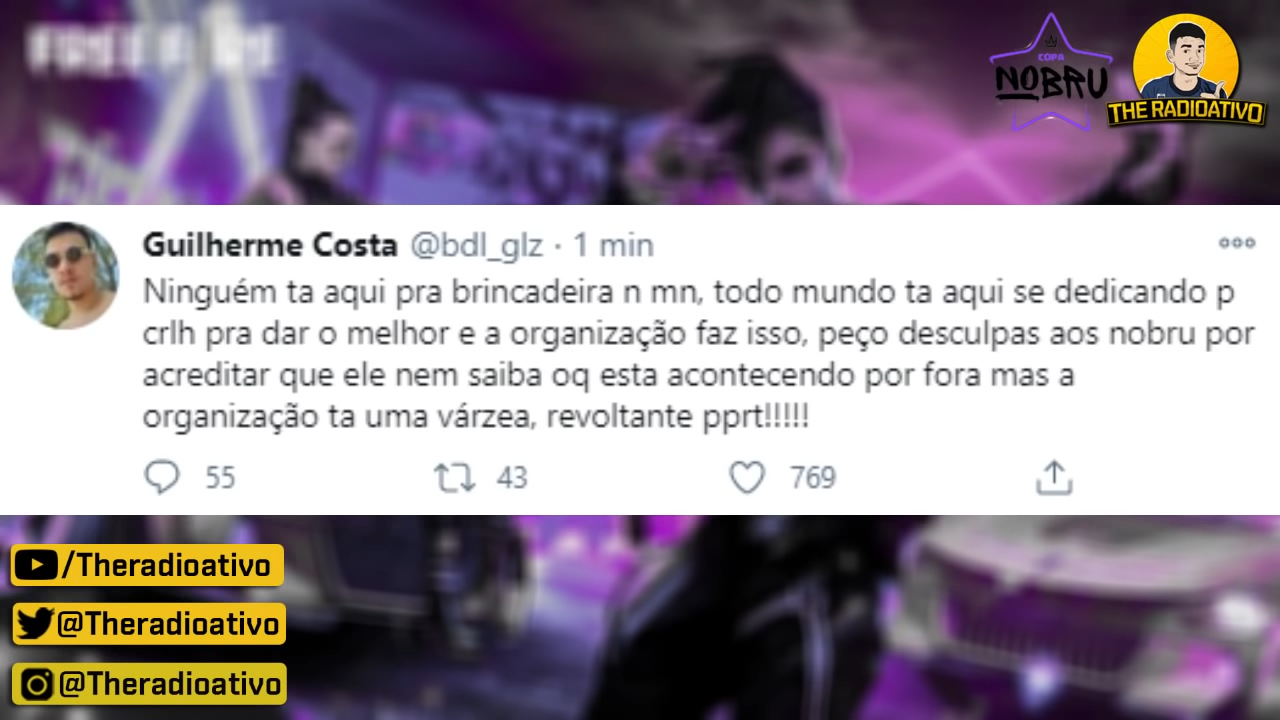 FREE FIRE
COPA
NOBRU
THE RADIOATIVO
Guilherme Costa @bdl_glz · 1 min
Ninguém ta aqui pra brincadeira n mn, todo mundo ta aqui se dedicando p
crlh pra dar o melhor e a organização faz isso, peço desculpas aos nobru por
acreditar que ele nem saiba oq esta acontecendo por fora mas a
organização ta uma várzea, revoltante pprt!!!!!
55 43 769
/Theradioativo
@Theradioativo
@Theradioativo